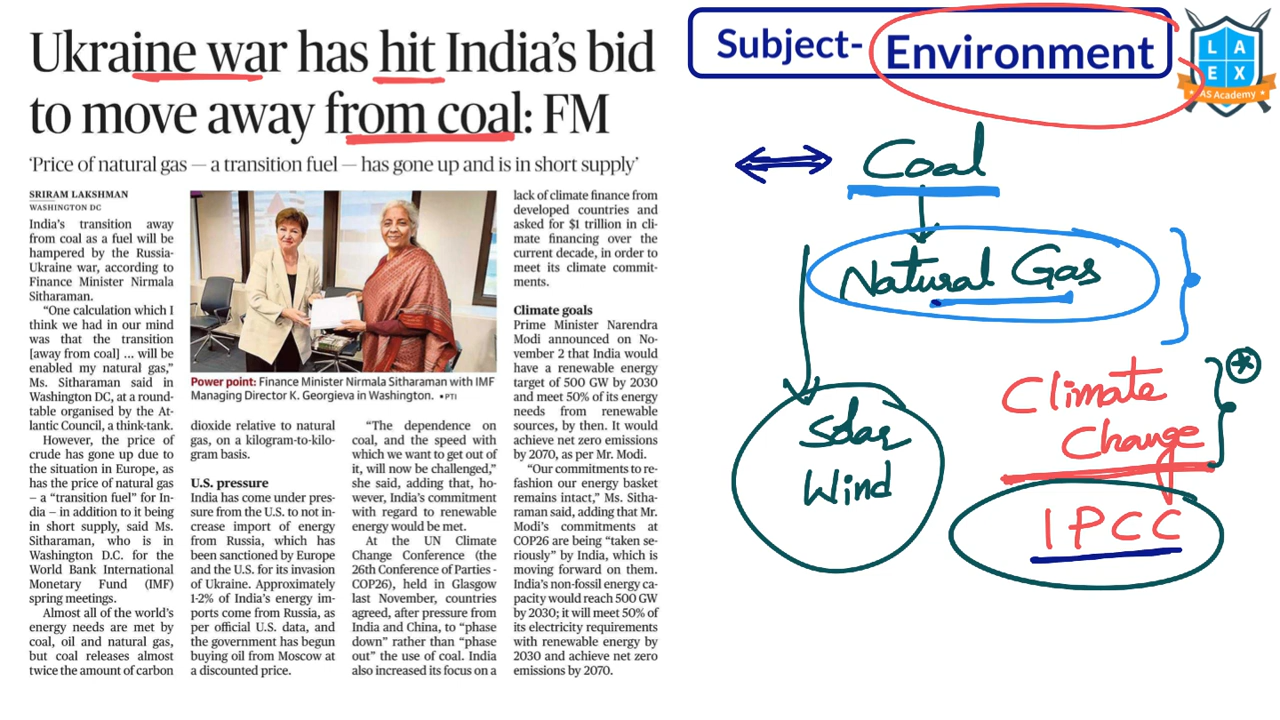 Ukraine war has hit India's bid
to move away from coal: FM
'Price of natural gas — a transition fuel — has gone up and is in short supply'
SRIRAM LAKSHMAN
WASHINGTON DC
India's transition away
from coal as a fuel will be
hampered by the Russia-
Ukraine war, according to
Finance Minister Nirmala
Sitharaman.
"One calculation which I
think we had in our mind
was that the transition
[away from coal] ... will be
enabled my natural gas,"
Ms. Sitharaman said in
Washington DC, at a round-
table organised by the At-
lantic Council, a think-tank.
However, the price of
crude has gone up due to
the situation in Europe, as
has the price of natural gas
– a "transition fuel" for In-
dia – in addition to it being
in short supply, said Ms.
Sitharaman, who is in
Washington D.C. for the
World Bank International
Monetary Fund (IMF)
spring meetings.
Almost all of the world's
energy needs are met by
coal, oil and natural gas,
but coal releases almost
twice the amount of carbon
Power point: Finance Minister Nirmala Sitharaman with IMF
Managing Director K. Georgieva in Washington. •PTI
dioxide relative to natural
gas, on a kilogram-to-kilo-
gram basis.
U.S. pressure
India has come under pres-
sure from the U.S. to not in-
crease import of energy
from Russia, which has
been sanctioned by Europe
and the U.S. for its invasion
of Ukraine. Approximately
1-2% of India's energy im-
ports come from Russia, as
per official U.S. data, and
the government has begun
buying oil from Moscow at
a discounted price.
"The dependence on
coal, and the speed with
which we want to get out of
it, will now be challenged,"
she said, adding that, ho-
wever, India's commitment
with regard to renewable
energy would be met.
At the UN Climate
Change Conference (the
26th Conference of Parties -
COP26), held in Glasgow
last November, countries
agreed, after pressure from
India and China, to "phase
down" rather than "phase
out" the use of coal. India
also increased its focus on a
lack of climate finance from
developed countries and
asked for $1 trillion in cli-
mate financing over the
current decade, in order to
meet its climate commit-
ments.
Climate goals
Prime Minister Narendra
Modi announced on No-
vember 2 that India would
have a renewable energy
target of 500 GW by 2030
and meet 50% of its energy
needs from renewable
sources, by then. It would
achieve net zero emissions
by 2070, as per Mr. Modi.
"Our commitments to re-
fashion our energy basket
remains intact," Ms. Sitha-
raman said, adding that Mr.
Modi's commitments at
COP26 are being "taken se-
riously" by India, which is
moving forward on them.
India's non-fossil energy ca-
pacity would reach 500 GW
by 2030; it will meet 50% of
its electricity requirements
with renewable energy by
2030 and achieve net zero
emissions by 2070.
Subject- Environment
L A
E X
IAS Academy
Coal
Natural Gas
Climate
Change
Solar
Wind
IPCC